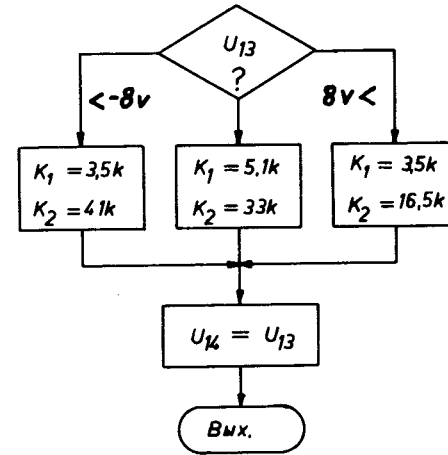 U13
?
<-8v
8v<
K1 = 3,5k
K2 = 41k
K1 = 5,1k
K2 = 33k
K1 = 3,5k
K2 = 16,5k
U14 = U13
Вых.